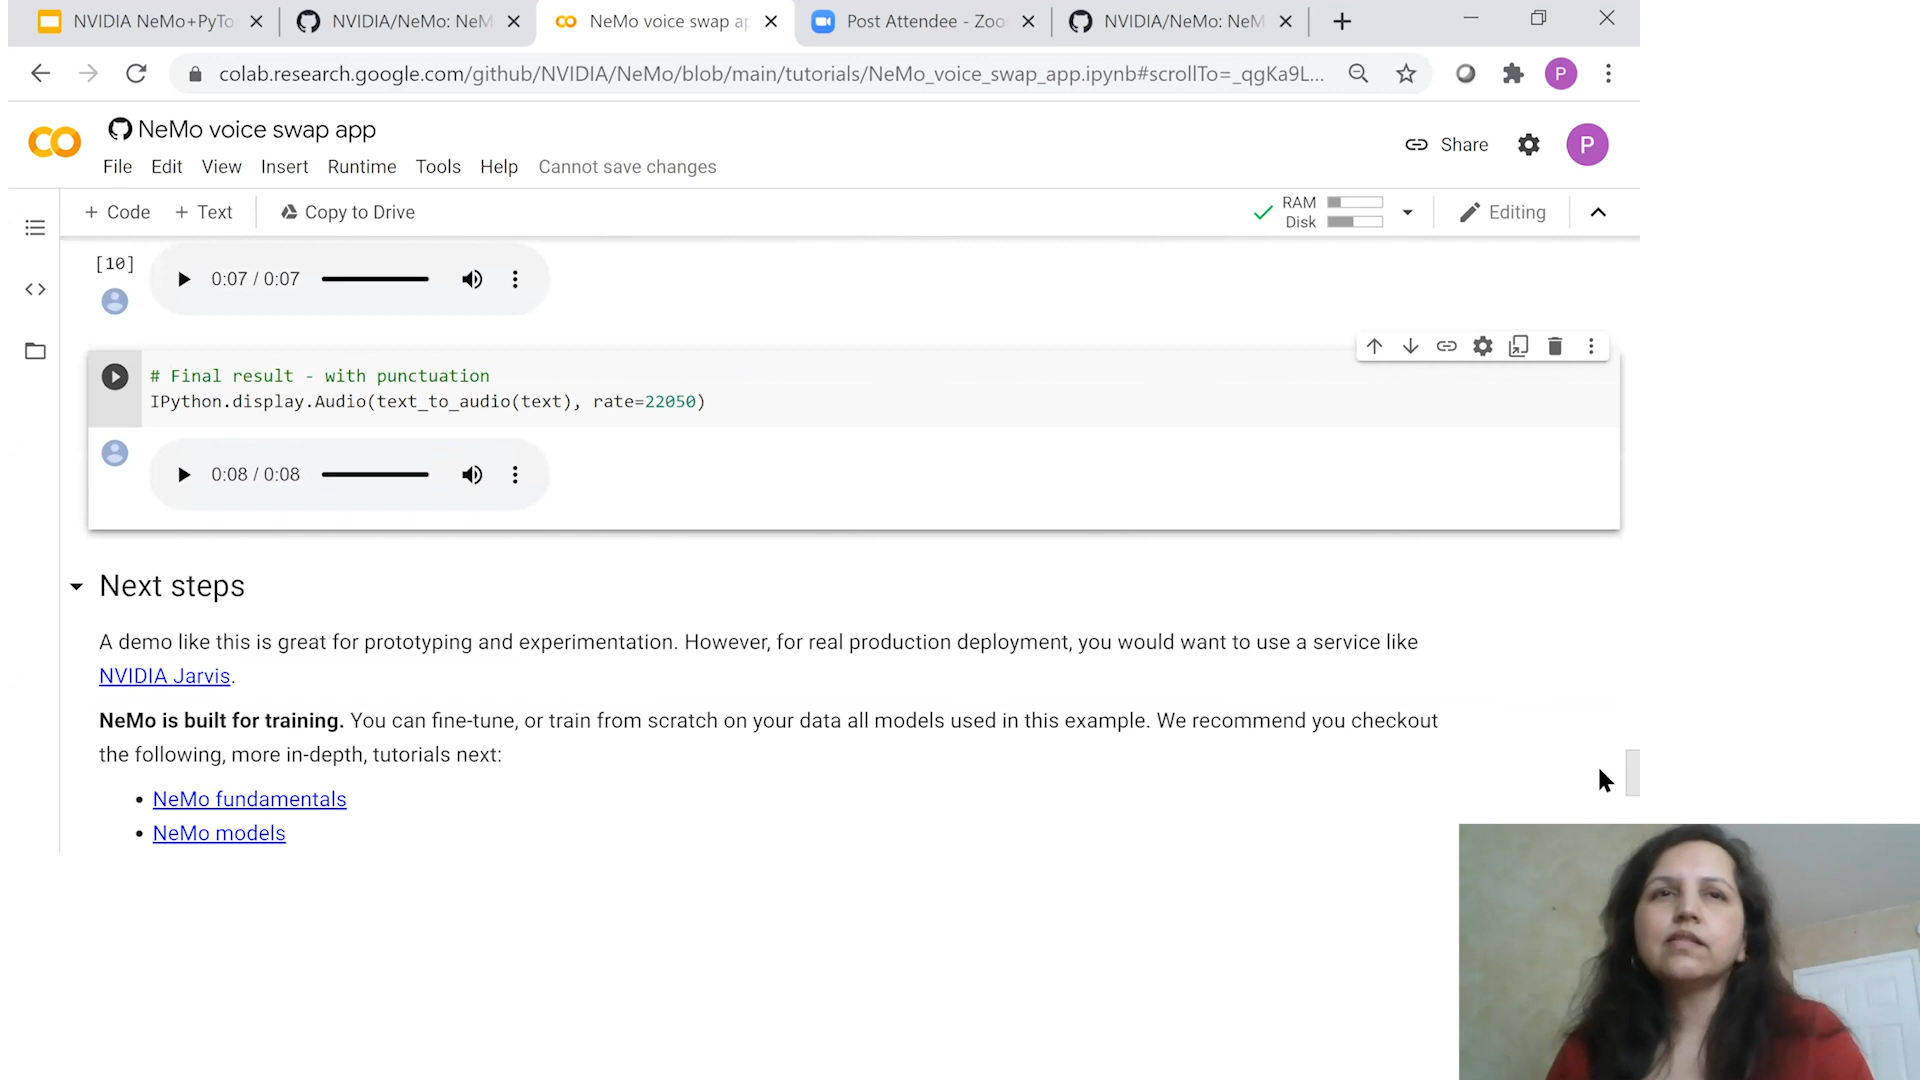 NVIDIA NeMo+PyTo
NVIDIA/NeMo: NeM
NeMo voice swap ap
Post Attendee - Zoo
NVIDIA/NeMo: NeM
colab.research.google.com/github/NVIDIA/NeMo/blob/main/tutorials/NeMo_voice_swap_app.ipynb#scrollTo=_qgKa9L...
P
NeMo voice swap app
Share
P
File Edit View Insert Runtime Tools Help Cannot save changes
+ Code + Text Copy to Drive
RAM
Disk
Editing
[10]
0:07 / 0:07
# Final result - with punctuation
IPython.display.Audio(text_to_audio(text), rate=22050)
0:08 / 0:08
Next steps
A demo like this is great for prototyping and experimentation. However, for real production deployment, you would want to use a service like
NVIDIA Jarvis.
NeMo is built for training. You can fine-tune, or train from scratch on your data all models used in this example. We recommend you checkout
the following, more in-depth, tutorials next:
• NeMo fundamentals
• NeMo models